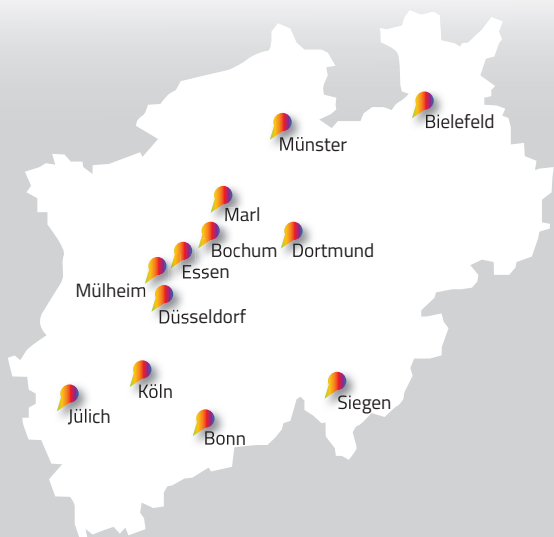 Bielefeld
Münster
Marl
Bochum
Dortmund
Essen
Mülheim
Düsseldorf
Köln
Siegen
Jülich
Bonn